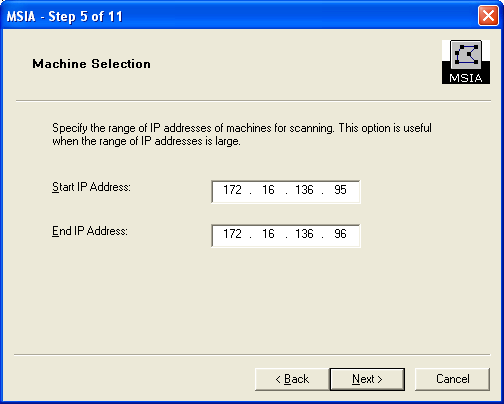 MSIA - Step 5 of 11
Machine Selection
MSIA
Specify the range of IP addresses of machines for scanning. This option is useful
when the range of IP addresses is large.
Start IP Address: 172 . 16 . 136 . 95
End IP Address: 172 . 16 . 136 . 96
< Back Next > Cancel